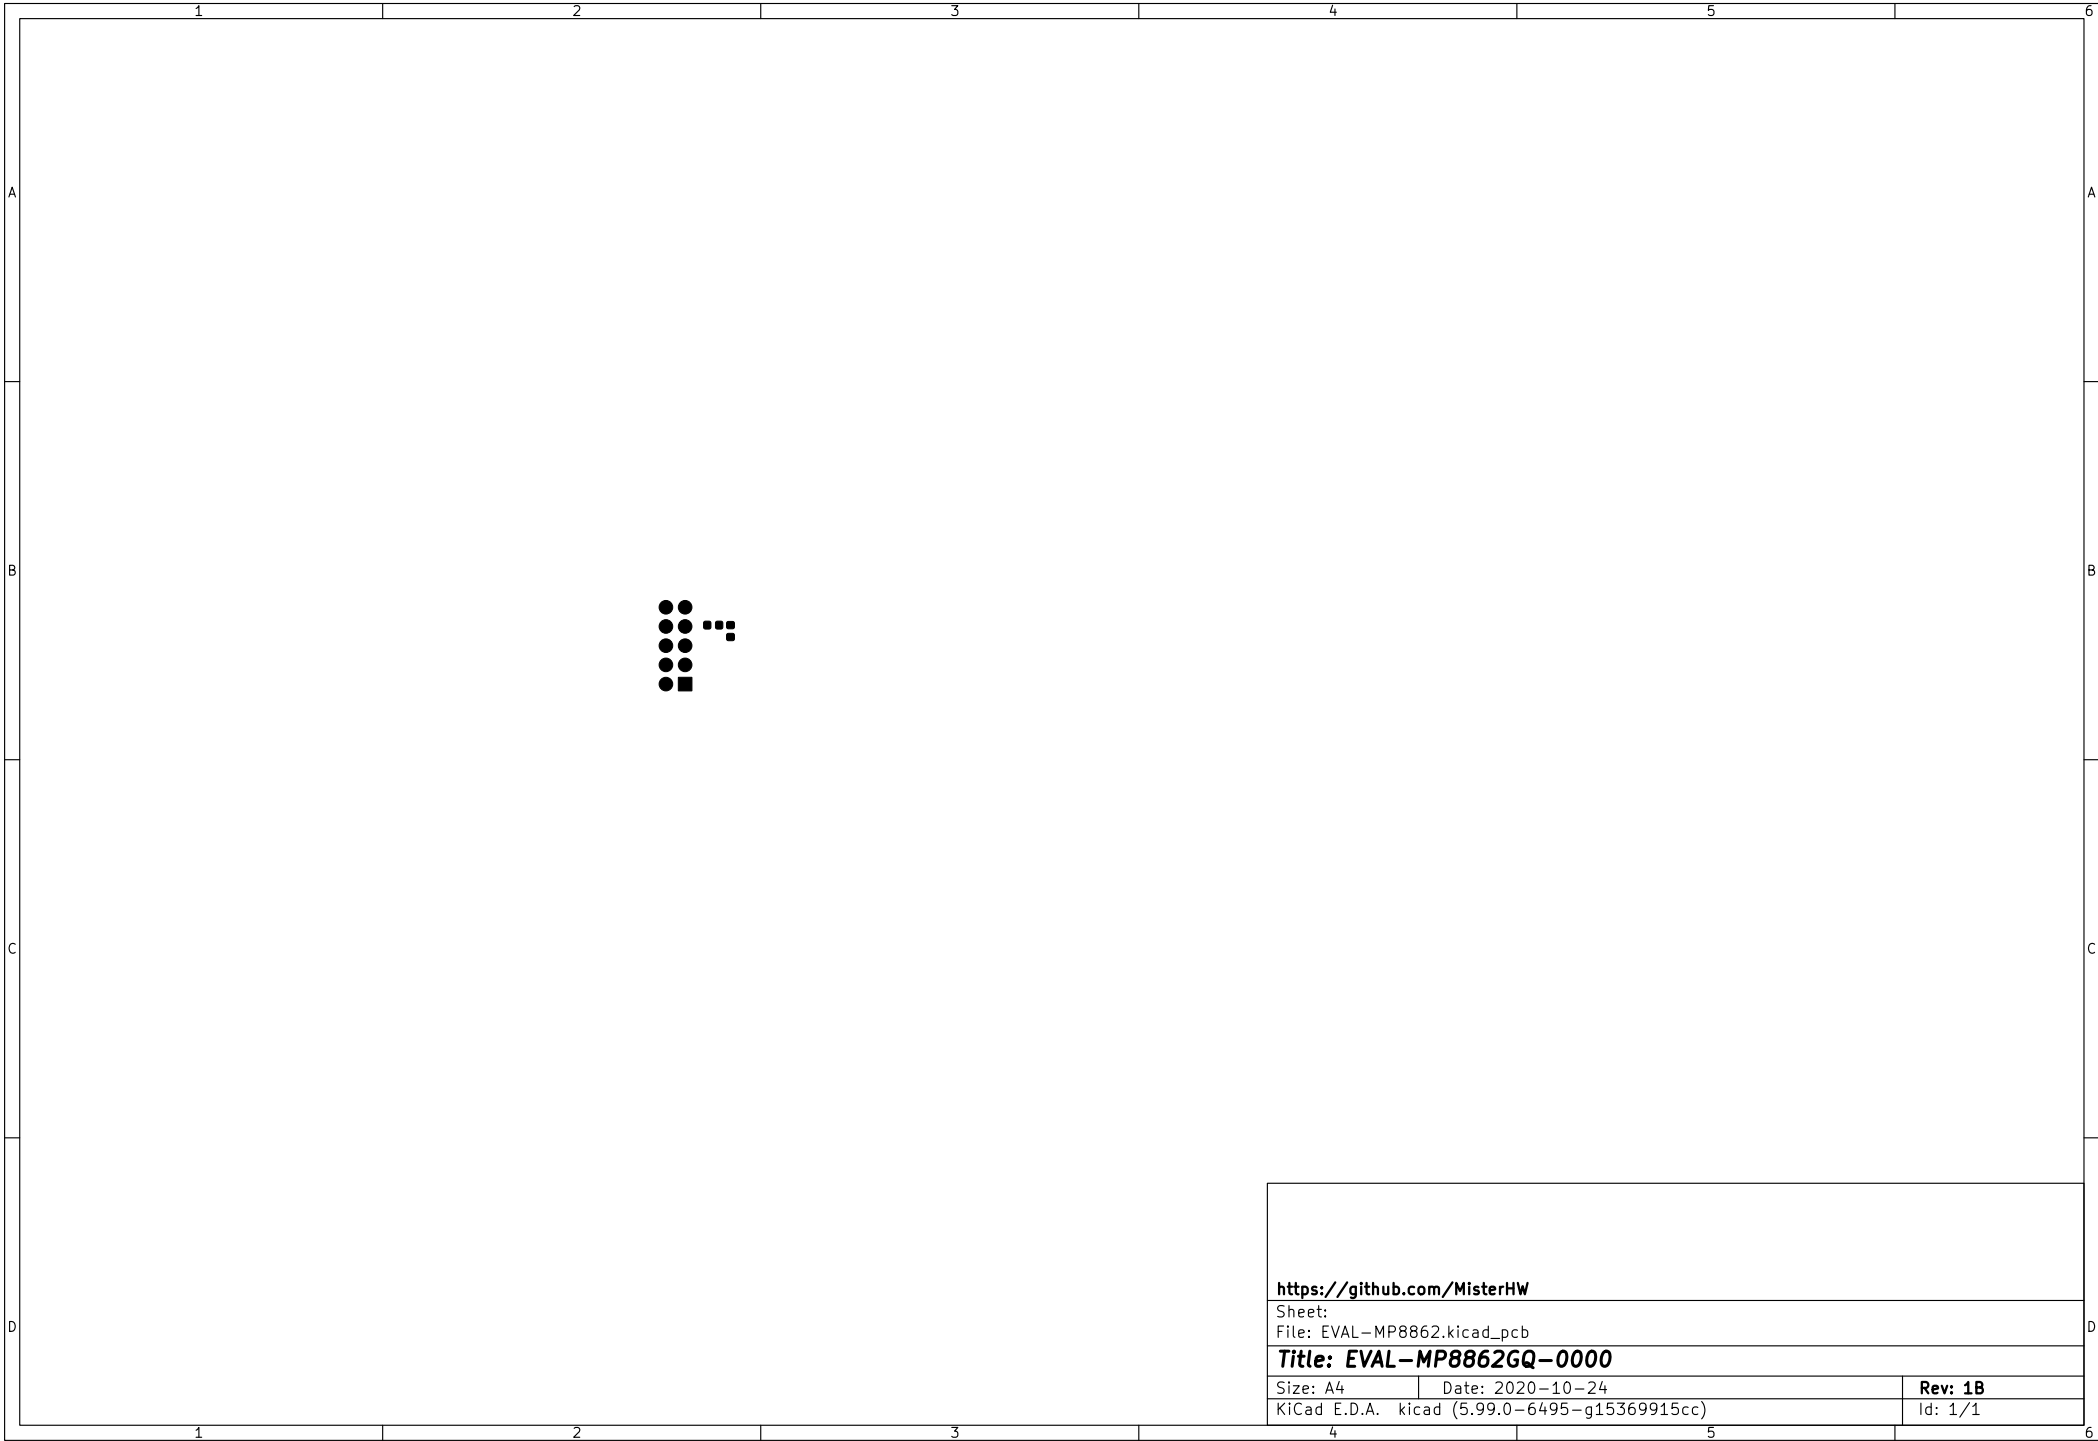 1 2 3 4 5 6
A A
B B
C C
https://github.com/MisterHW
Sheet:
File: EVAL-MP8862.kicad_pcb
D D
Title: EVAL-MP8862GQ-0000
Size: A4 Date: 2020-10-24 Rev: 1B
KiCad E.D.A. kicad (5.99.0-6495-g15369915cc) Id: 1/1
1 2 3 4 5 6